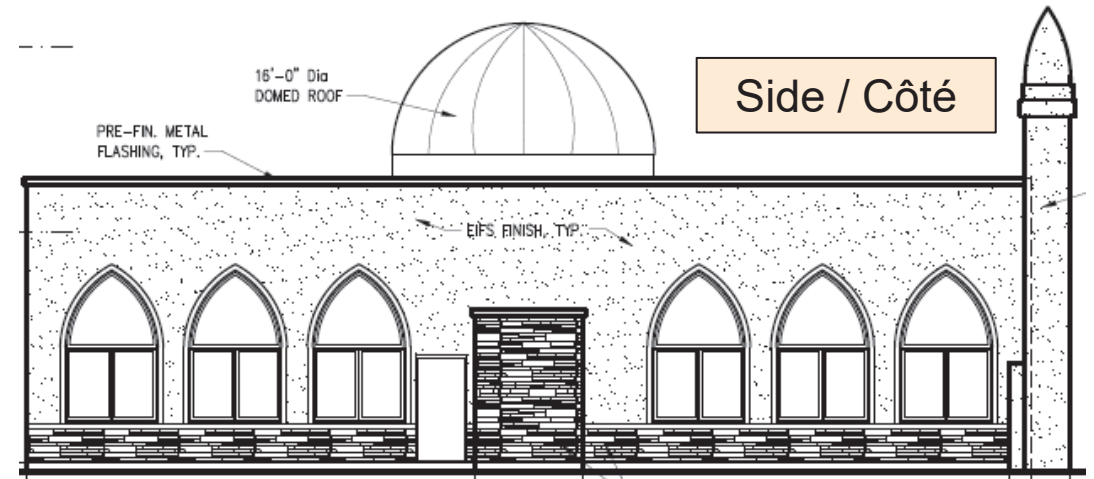 16'-0" Dia
DOMED ROOF
Side / Côté
PRE-FIN. METAL
FLASHING, TYP.
EIFS FINISH, TYP.